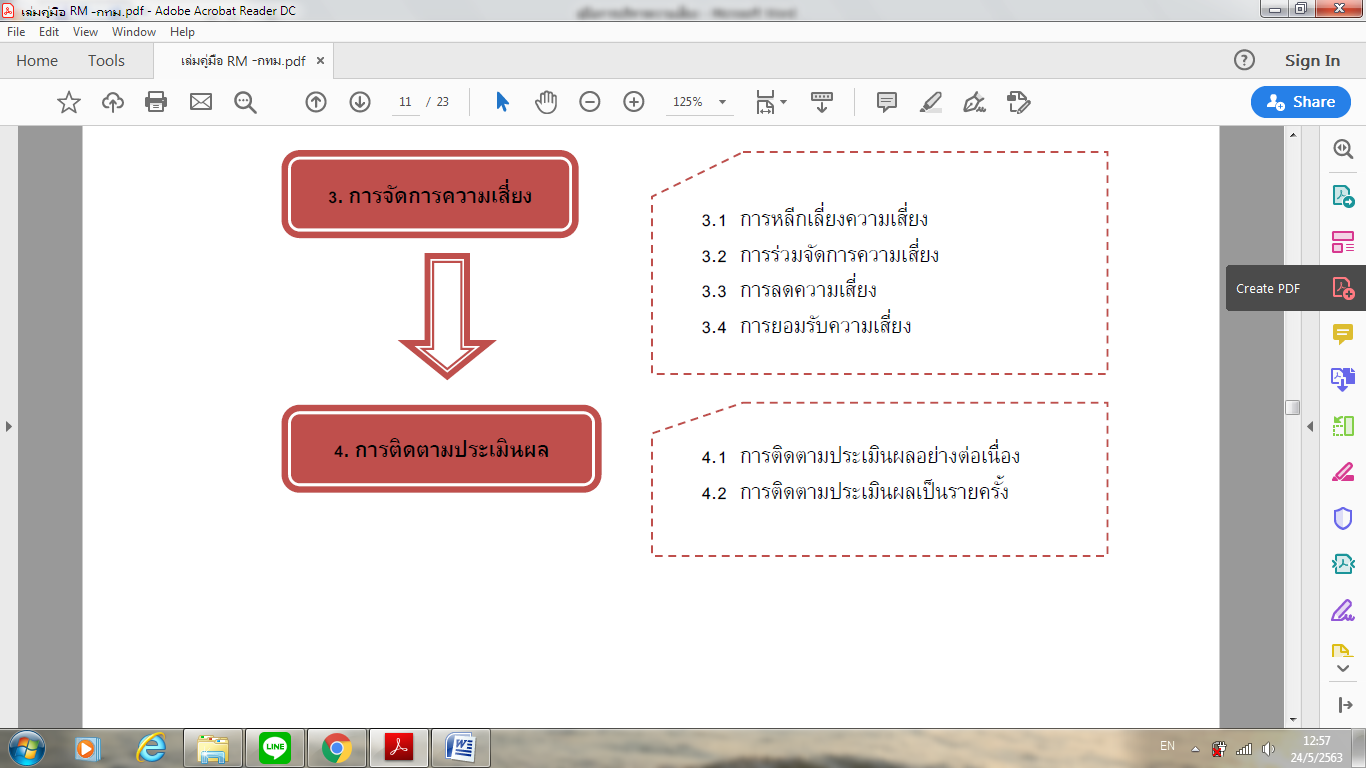 เล่มคู่มือ RM -กทม.pdf - Adobe Acrobat Reader DC
File Edit View Window Help
Home Tools เล่มคู่มือ RM -กทม.pdf × ? Sign In
11 / 23 125% Share
3. การจัดการความเสี่ยง
3.1 การหลีกเลี่ยงความเสี่ยง
3.2 การร่วมจัดการความเสี่ยง
3.3 การลดความเสี่ยง
3.4 การยอมรับความเสี่ยง
Create PDF
4. การติดตามประเมินผล
4.1 การติดตามประเมินผลอย่างต่อเนื่อง
4.2 การติดตามประเมินผลเป็นรายครั้ง
LINE
EN
12:57
24/5/2563